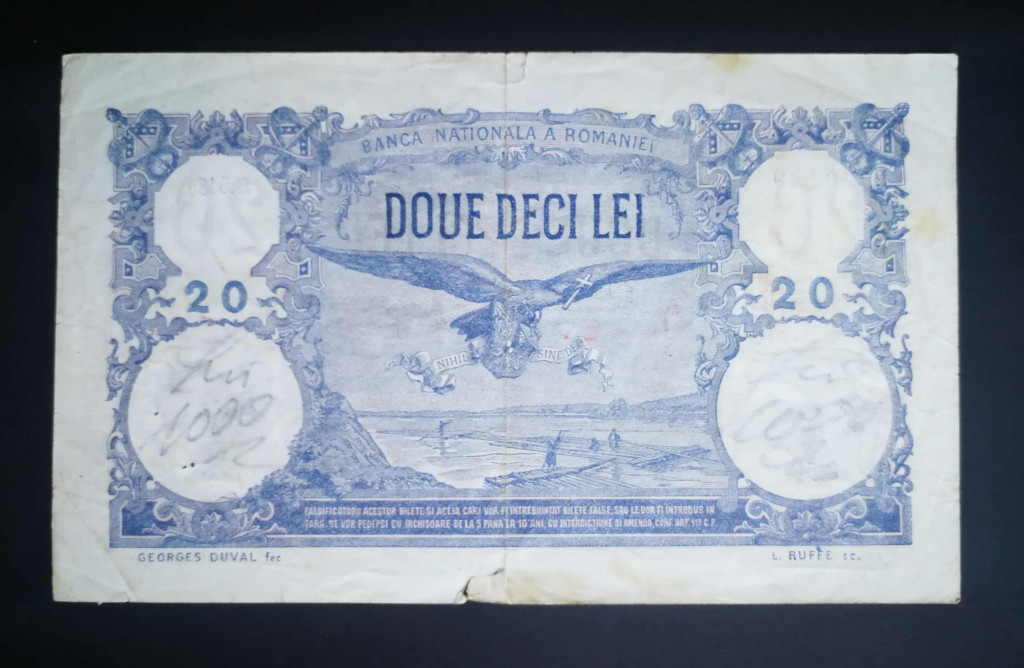 BANCA NATIONALA A ROMANIEI
DOUE DECI LEI
20
20
NIHIL SINE DEO
1000
1000
FALSIFICATORII ACESTOR BILETE SI ACEIA CARI VOR FI INTREBUINTAT BILETE FALSE, SAU LE VOR FI INTRODUS IN
TARA, SE VOR PEDEPSI CU INCHISOARE DE LA 5 PANA LA 10 ANI, CU INTERDICTIUNE SI AMENDA CONF. ART. 117 C.P.
GEORGES DUVAL fec
L. RUFFE sc.